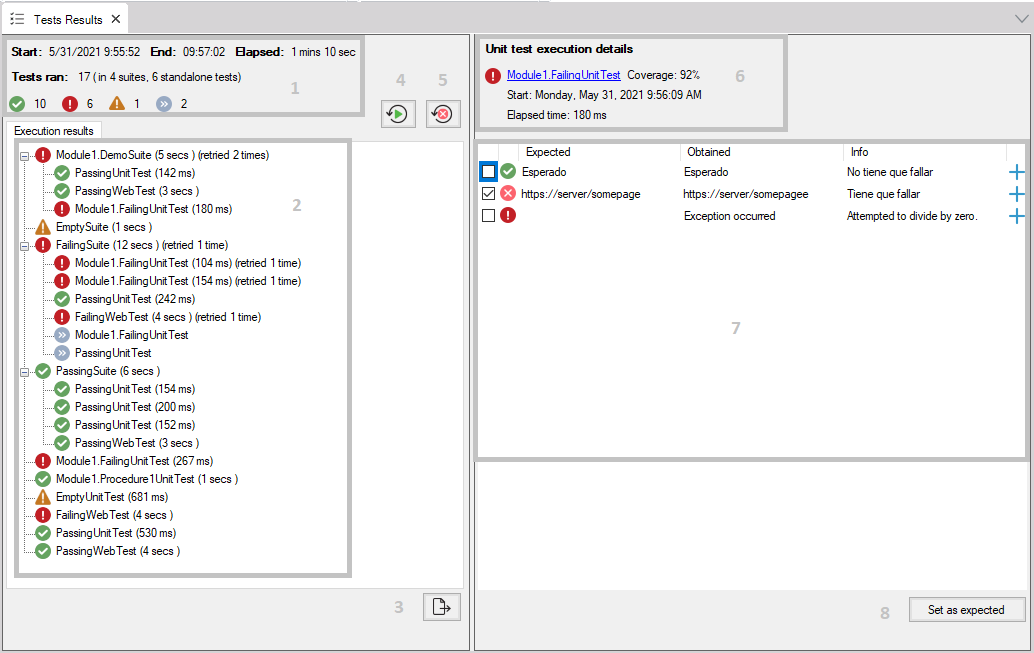 Tests Results
Start: 5/31/2021 9:55:52 End: 09:57:02 Elapsed: 1 mins 10 sec
Tests ran: 17 ( in 4 suites, 6 standalone tests)
1
10 6 1 2
4 5
Execution results
Module1.DemoSuite (5 secs ) (retried 2 times)
PassingUnitTest (142 ms)
PassingWebTest (3 secs )
Module1.FailingUnitTest (180 ms)
2
EmptySuite (1 secs )
FailingSuite (12 secs ) (retried 1 time)
Module1.FailingUnitTest (104 ms) (retried 1 time)
Module1.FailingUnitTest (154 ms) (retried 1 time)
PassingUnitTest (242 ms)
FailingWebTest (4 secs ) (retried 1 time)
Module1.FailingUnitTest
PassingUnitTest
PassingSuite (6 secs )
PassingUnitTest (154 ms)
PassingUnitTest (200 ms)
PassingUnitTest (152 ms)
PassingWebTest (3 secs )
Module1.FailingUnitTest (267 ms)
Module1.Procedure1UnitTest (1 secs )
EmptyUnitTest (681 ms)
FailingWebTest (4 secs )
PassingUnitTest (530 ms)
PassingWebTest (4 secs )
3
Unit test execution details
Module1.FailingUnitTest Coverage: 92%
6
Start: Monday, May 31, 2021 9:56:09 AM
Elapsed time: 180 ms
Expected Obtained Info
Esperado Esperado No tiene que fallar
https://server/somepage https://server/somepagee Tiene que fallar
Exception occurred Attempted to divide by zero.
7
8 Set as expected